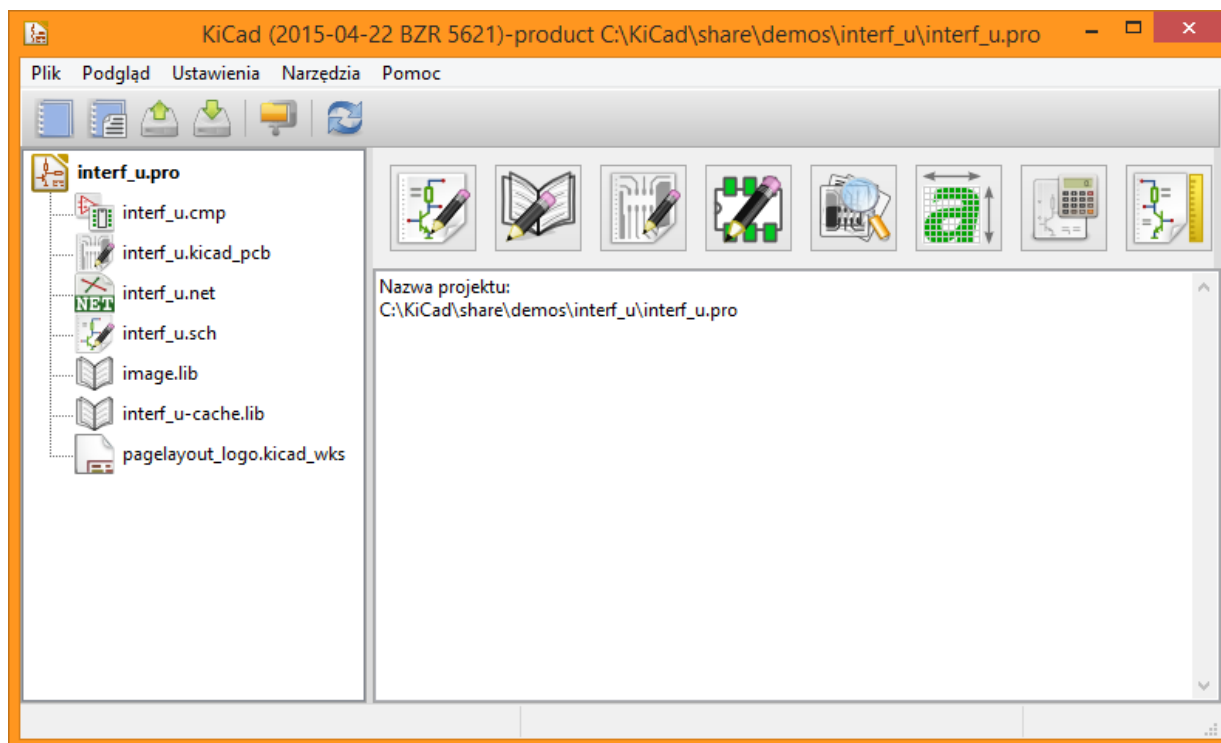 KiCad (2015-04-22 BZR 5621)-product C:\KiCad\share\demos\interf_u\interf_u.pro
Plik Podgląd Ustawienia Narzędzia Pomoc
interf_u.pro
interf_u.cmp
interf_u.kicad_pcb
NET interf_u.net
interf_u.sch
image.lib
interf_u-cache.lib
pagelayout_logo.kicad_wks
a
Nazwa projektu:
C:\KiCad\share\demos\interf_u\interf_u.pro